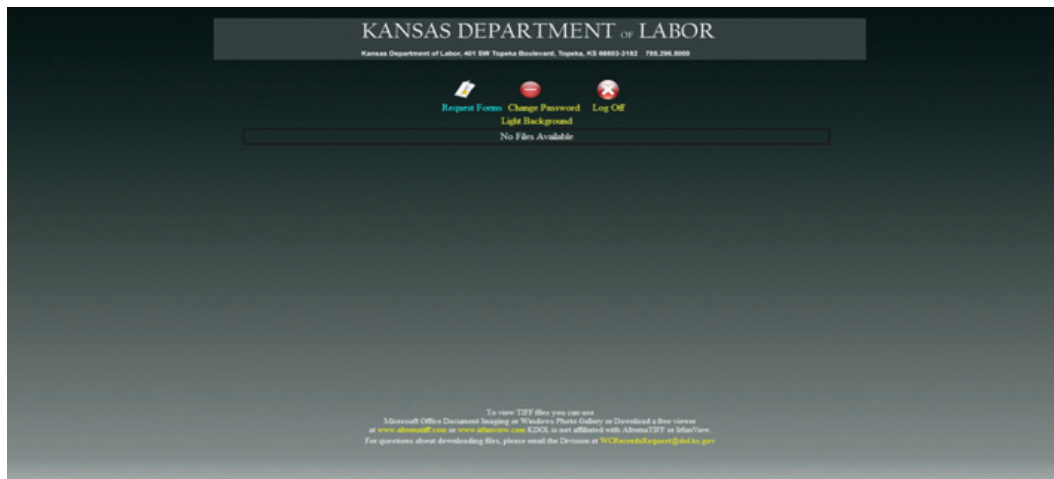 KANSAS DEPARTMENT OF LABOR
Kansas Department of Labor, 401 SW Topeka Boulevard, Topeka, KS 66603-3182 785.296.5000
Request Forms Change Password Log Off
Light Background
No Files Available
To view TIFF files you can use
Microsoft Office Document Imaging or Windows Photo Gallery or Download a free viewer
at www.alternatiff.com or www.irfanview.com KDOL is not affiliated with AlternaTIFF or IrfanView.
For questions about downloading files, please email the Division at WCRecordsRequest@dol.ks.gov